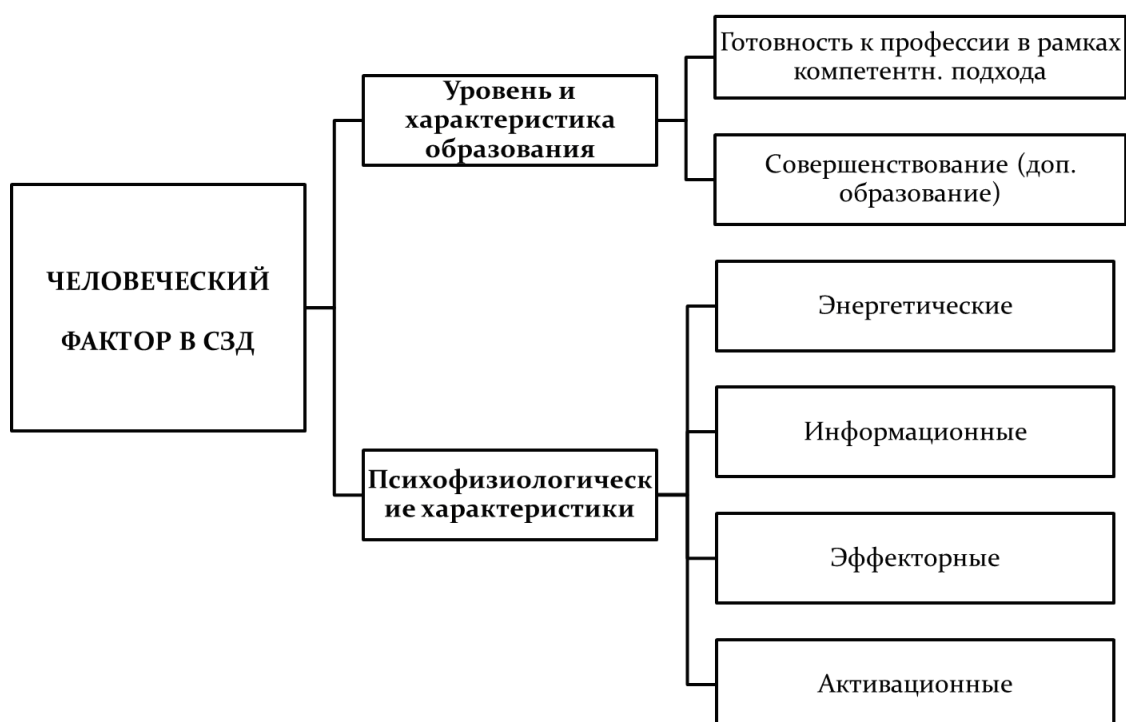 ЧЕЛОВЕЧЕСКИЙ
ФАКТОР В СЗД
Уровень и
характеристика
образования
Готовность к профессии в рамках
компетентн. подхода
Совершенствование (доп.
образование)
Психофизиологическ
ие характеристики
Энергетические
Информационные
Эффекторные
Активационные